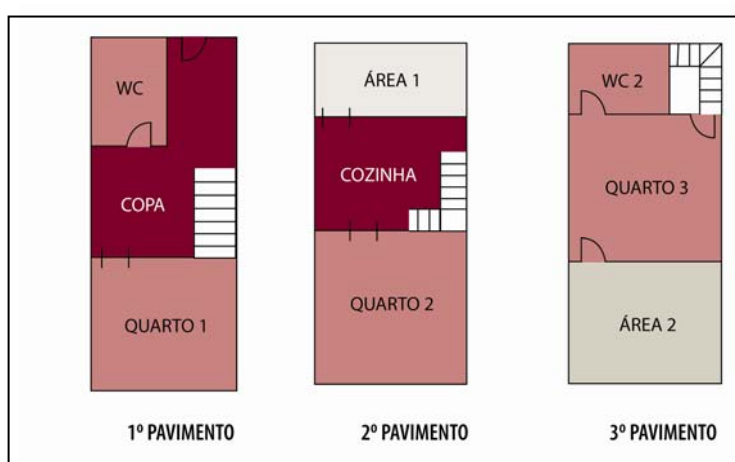 WC
COPA
QUARTO 1
1º PAVIMENTO
ÁREA 1
COZINHA
QUARTO 2
2º PAVIMENTO
WC 2
QUARTO 3
ÁREA 2
3º PAVIMENTO